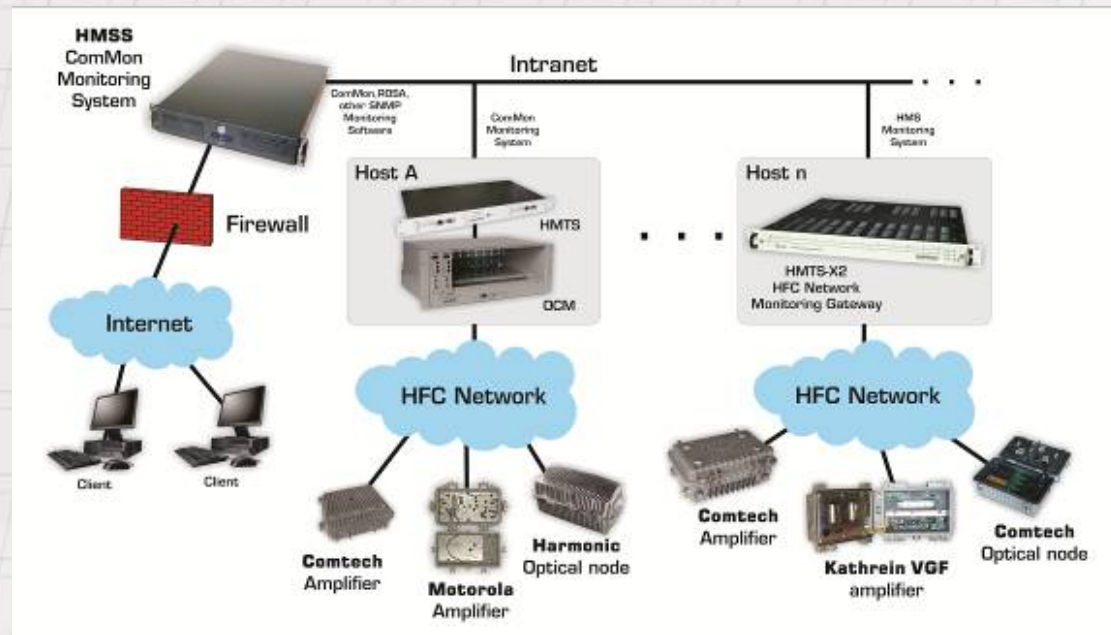 HMSS
ComMon
Monitoring
System
Intranet
ComMon, ROSA,
other SNMP
Monitoring
Software
ComMon
Monitoring
System
HMS
Monitoring
System
Host A
HMTS
OCM
Host n
HMTS-X2
HFC Network
Monitoring Gateway
Firewall
Internet
Client
Client
HFC Network
HFC Network
Comtech
Amplifier
Motorola
Amplifier
Harmonic
Optical node
Comtech
Amplifier
Kathrein VGF
amplifier
Comtech
Optical node